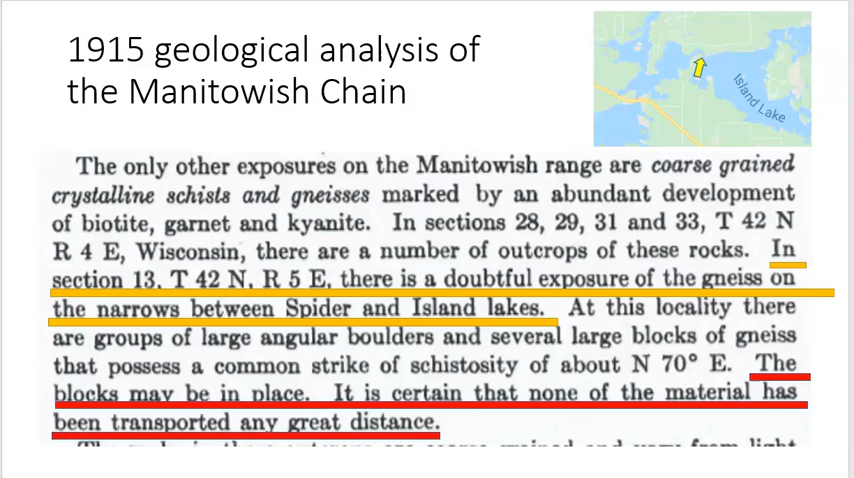 1915 geological analysis of
the Manitowish Chain
Island Lake
The only other exposures on the Manitowish range are coarse grained
crystalline schists and gneisses marked by an abundant development
of biotite, garnet and kyanite. In sections 28, 29, 31 and 33, T 42 N
R 4 E, Wisconsin, there are a number of outcrops of these rocks. In
section 13, T 42 N, R 5 E, there is a doubtful exposure of the gneiss on
the narrows between Spider and Island lakes. At this locality there
are groups of large angular boulders and several large blocks of gneiss
that possess a common strike of schistosity of about N 70° E. The
blocks may be in place. It is certain that none of the material has
been transported any great distance.